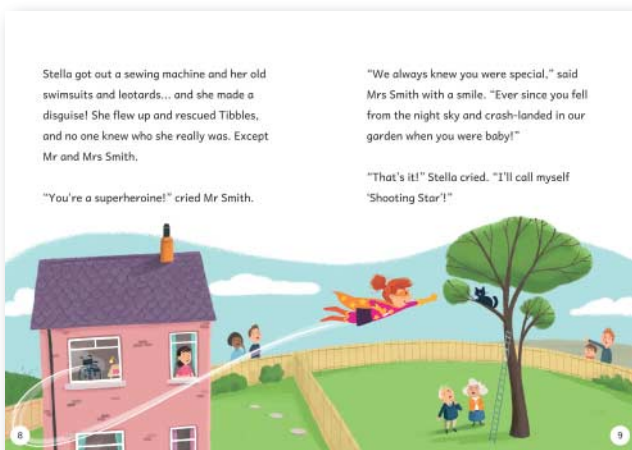 Stella got out a sewing machine and her old
swimsuits and leotards... and she made a
disguise! She flew up and rescued Tibbles,
and no one knew who she really was. Except
Mr and Mrs Smith.
"You're a superheroine!" cried Mr Smith.
8
"We always knew you were special," said
Mrs Smith with a smile. "Ever since you fell
from the night sky and crash-landed in our
garden when you were baby!"
"That's it!" Stella cried. "I'll call myself
'Shooting Star'!"
9